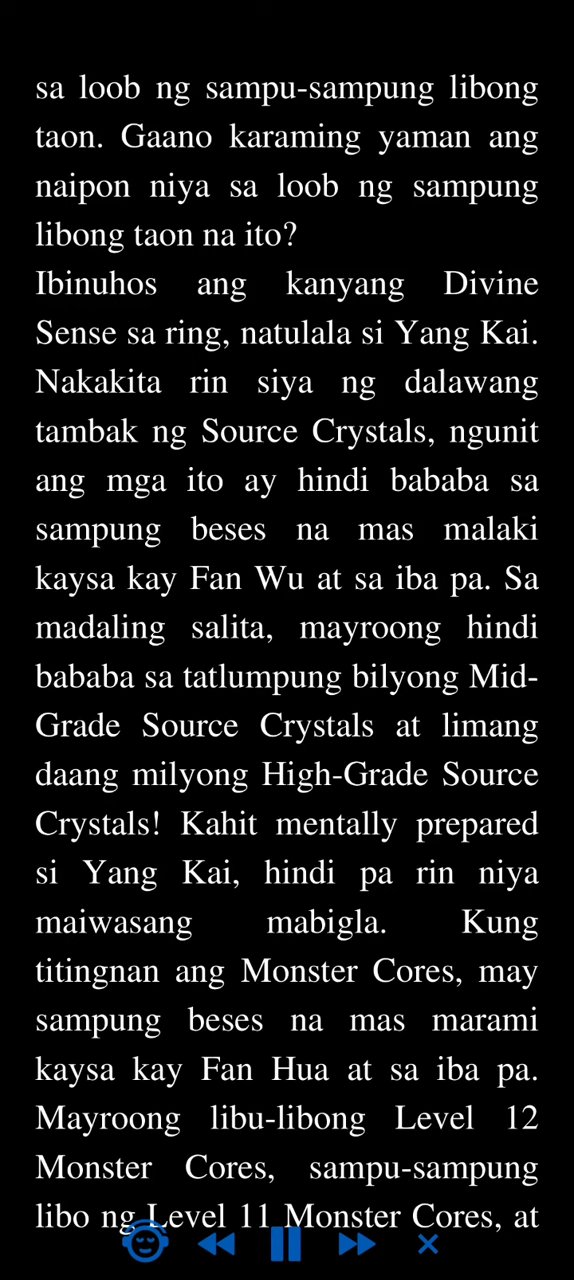 sa loob ng sampu-sampung libong
taon. Gaano karaming yaman ang
naipon niya sa loob ng sampung
libong taon na ito?
Ibinuhos ang kanyang Divine
Sense sa ring, natulala si Yang Kai.
Nakakita rin siya ng dalawang
tambak ng Source Crystals, ngunit
ang mga ito ay hindi bababa sa
sampung beses na mas malaki
kaysa kay Fan Wu at sa iba pa. Sa
madaling salita, mayroong hindi
bababa sa tatlumpung bilyong Mid-
Grade Source Crystals at limang
daang milyong High-Grade Source
Crystals! Kahit mentally prepared
si Yang Kai, hindi pa rin niya
maiwasang mabigla. Kung
titingnan ang Monster Cores, may
sampung beses na mas marami
kaysa kay Fan Hua at sa iba pa.
Mayroong libu-libong Level 12
Monster Cores, sampu-sampung
libo ng Level 11 Monster Cores, at